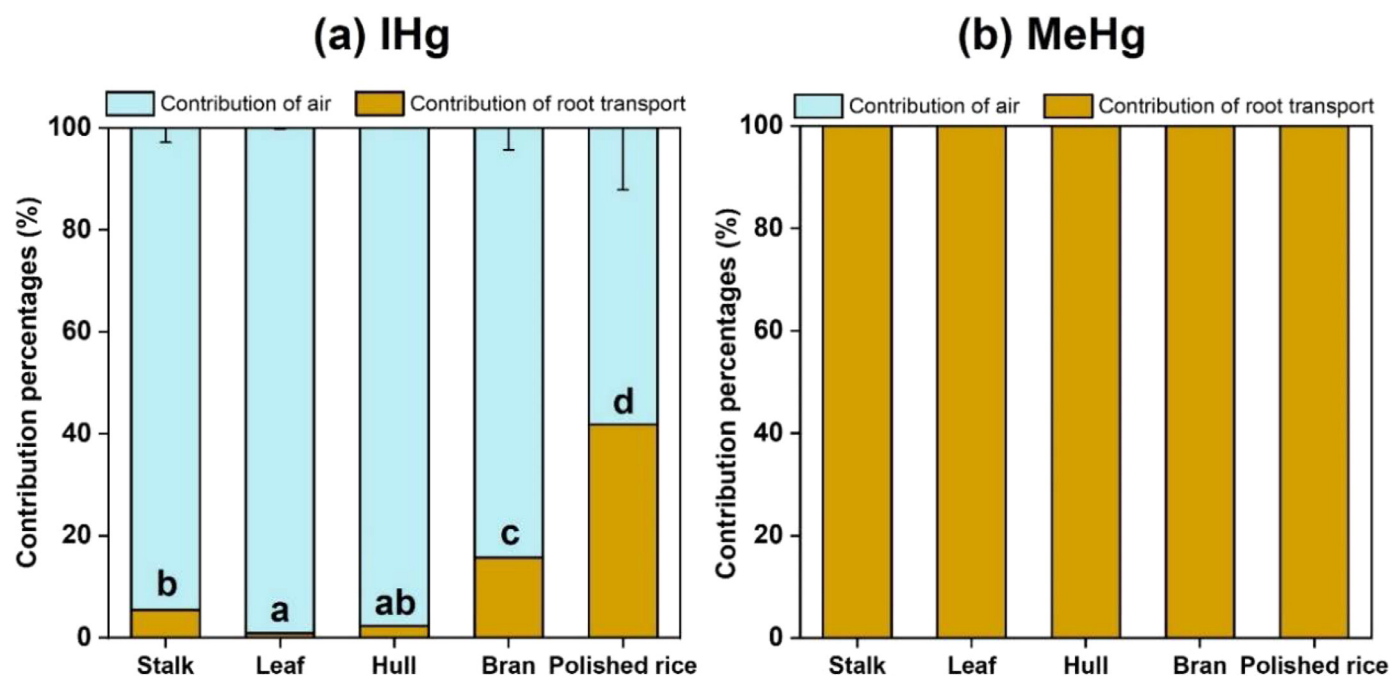 (a) IHg
Contribution of air
Contribution of root transport
Contribution percentages (%)
100
80
60
40
20
0
b
a
ab
c
d
Stalk
Leaf
Hull
Bran
Polished rice
(b) MeHg
Contribution of air
Contribution of root transport
Contribution percentages (%)
100
80
60
40
20
0
Stalk
Leaf
Hull
Bran
Polished rice